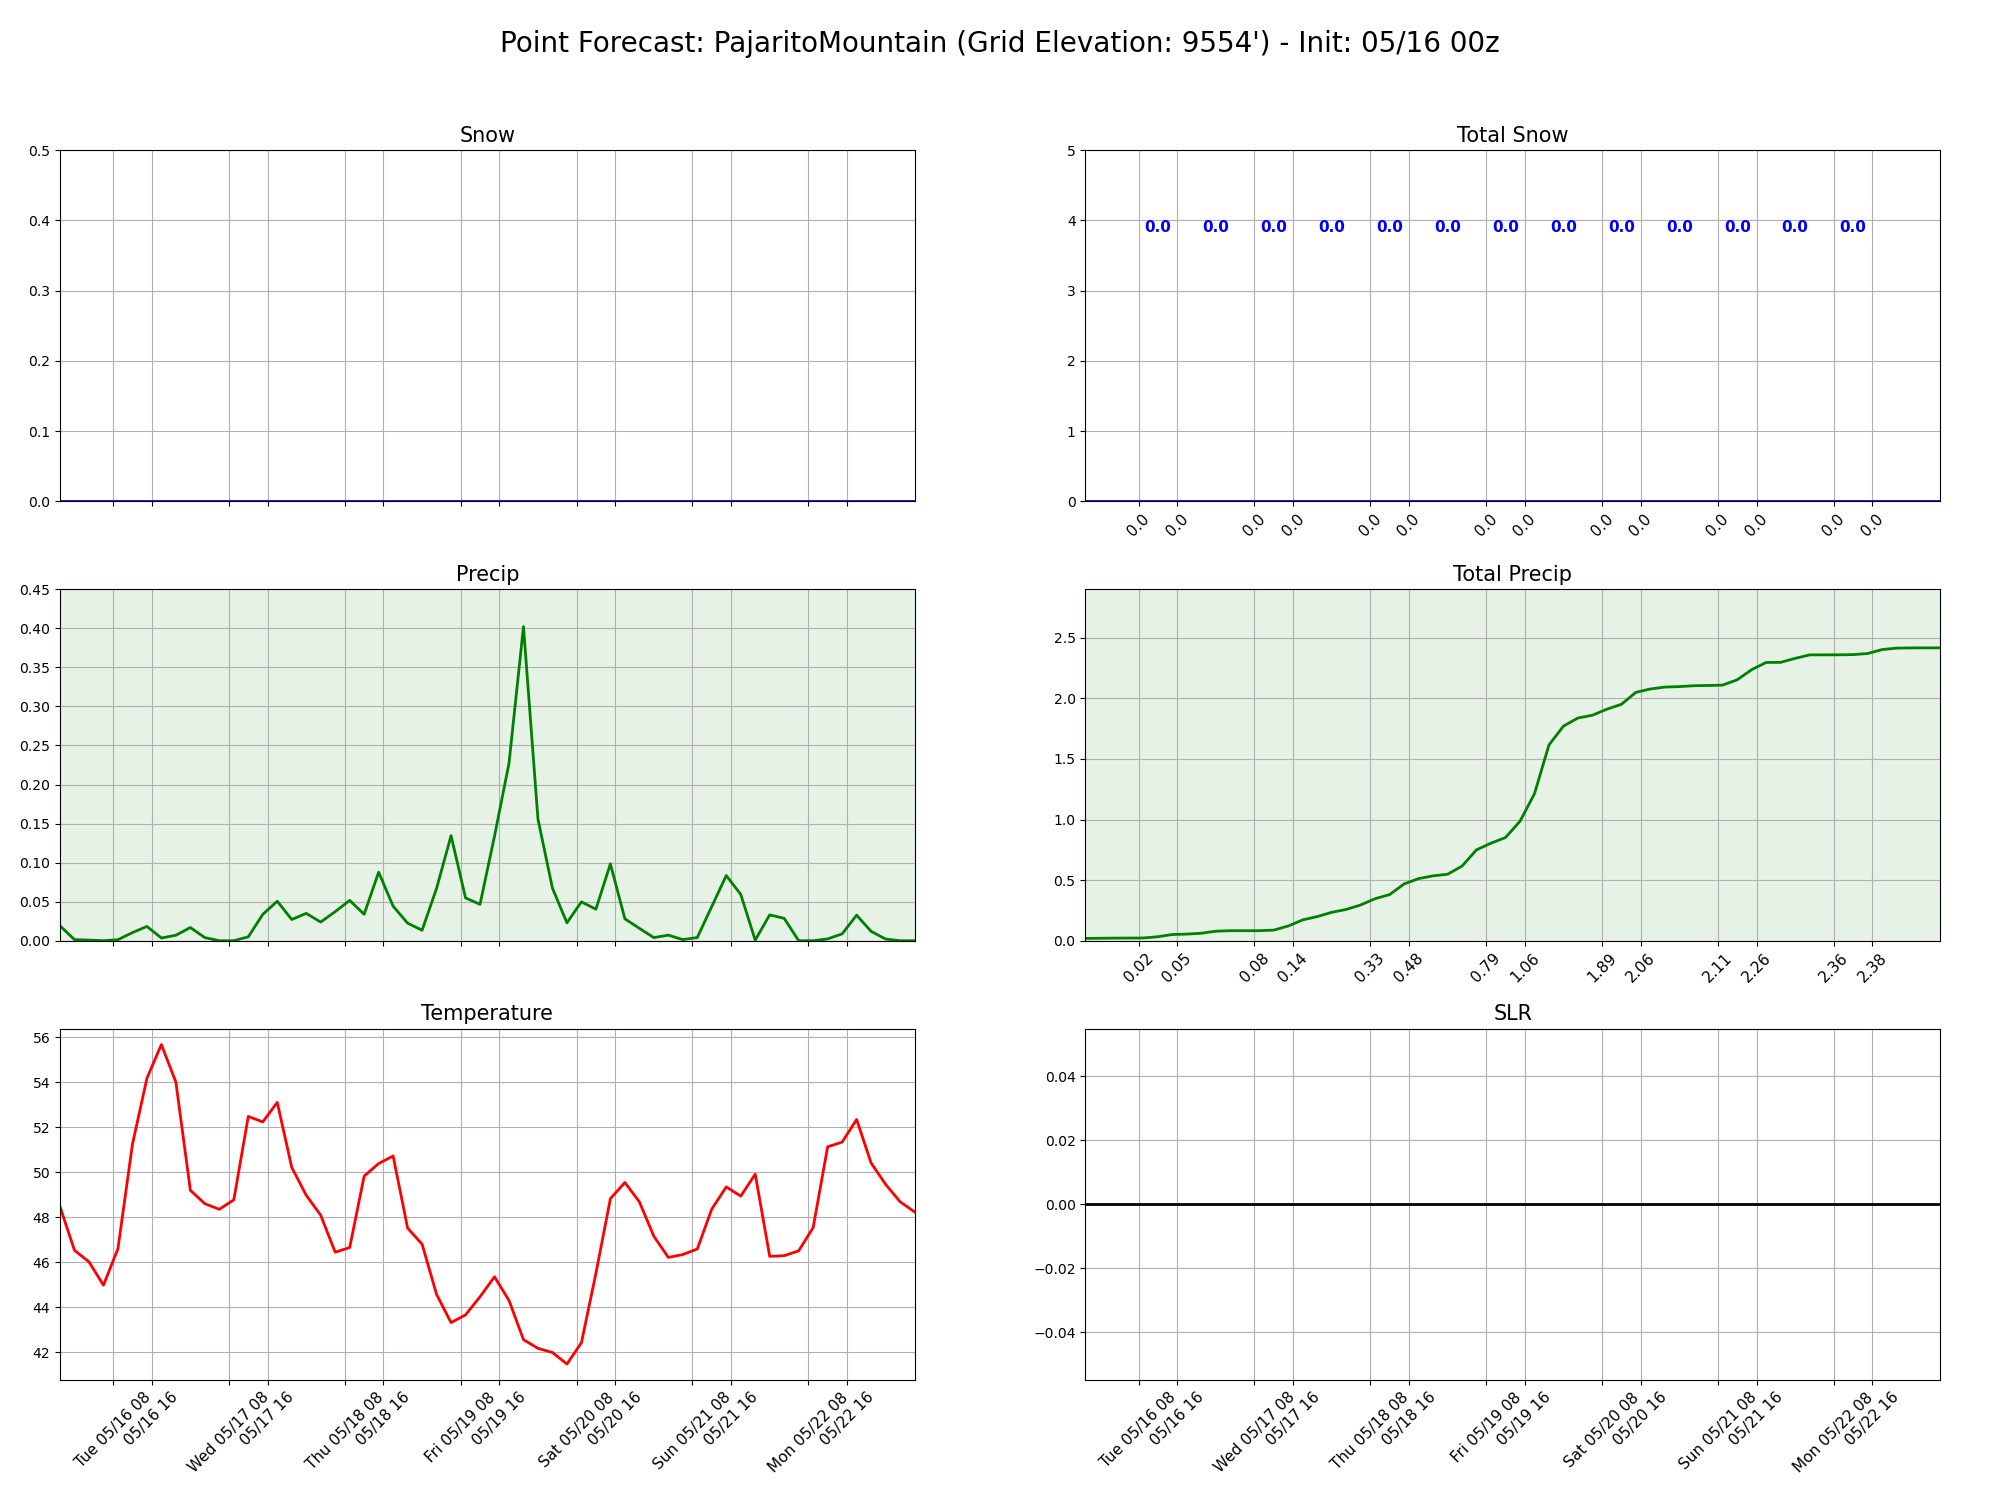 Point Forecast: PajaritoMountain (Grid Elevation: 9554') - Init: 05/16 00z
Snow
0.5
0.4
0.3
0.2
0.1
0.0
Total Snow
5
4
3
2
1
0
0.0 0.0 0.0 0.0 0.0 0.0 0.0 0.0 0.0 0.0 0.0 0.0 0.0
0.0 0.0 0.0 0.0 0.0 0.0 0.0 0.0 0.0 0.0 0.0 0.0 0.0 0.0
Precip
0.45
0.40
0.35
0.30
0.25
0.20
0.15
0.10
0.05
0.00
Total Precip
2.5
2.0
1.5
1.0
0.5
0.0
0.02 0.05 0.08 0.14 0.33 0.48 0.79 1.06 1.89 2.06 2.11 2.26 2.36 2.38
Temperature
56
54
52
50
48
46
44
42
Tue 05/16 08
05/16 16
Wed 05/17 08
05/17 16
Thu 05/18 08
05/18 16
Fri 05/19 08
05/19 16
Sat 05/20 08
05/20 16
Sun 05/21 08
05/21 16
Mon 05/22 08
05/22 16
SLR
0.04
0.02
0.00
−0.02
−0.04
Tue 05/16 08
05/16 16
Wed 05/17 08
05/17 16
Thu 05/18 08
05/18 16
Fri 05/19 08
05/19 16
Sat 05/20 08
05/20 16
Sun 05/21 08
05/21 16
Mon 05/22 08
05/22 16